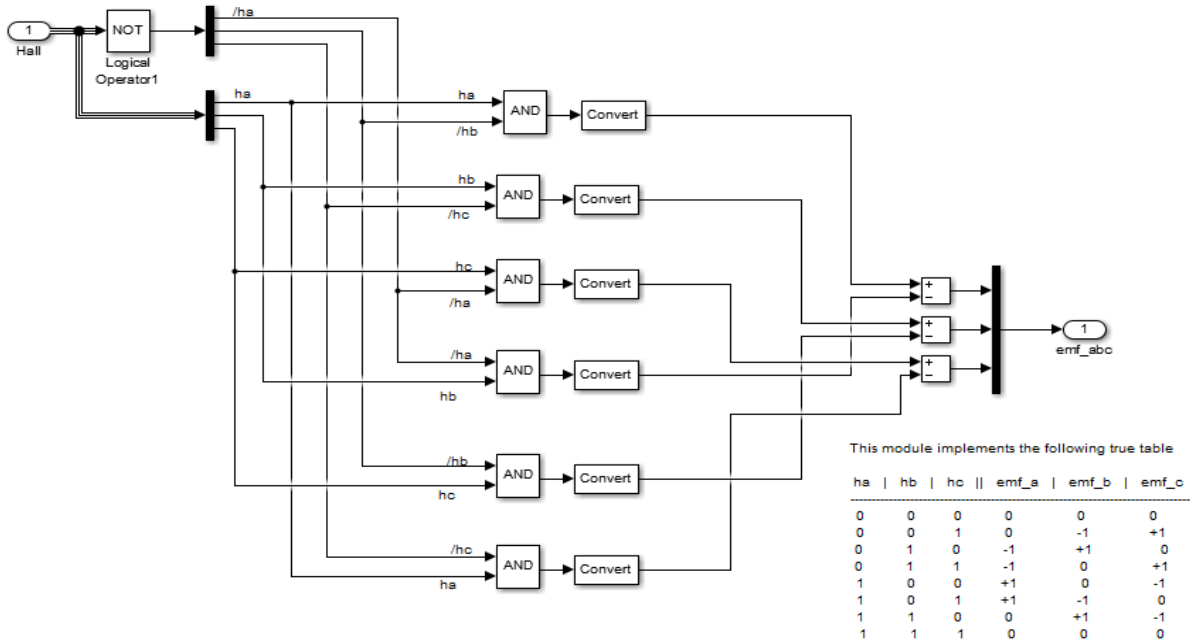 1
Hall
NOT
Logical
Operator1
/ha
ha
ha
/hb
AND
Convert
hb
/hc
AND
Convert
hc
/ha
AND
Convert
/ha
hb
AND
Convert
/hb
hc
AND
Convert
/hc
ha
AND
Convert
+
−
+
−
+
−
1
emf_abc
This module implements the following true table
ha | hb | hc || emf_a | emf_b | emf_c
0 0 0 0 0 0
0 0 1 0 -1 +1
0 1 0 -1 +1 0
0 1 1 -1 0 +1
1 0 0 +1 0 -1
1 0 1 +1 -1 0
1 1 0 0 +1 -1
1 1 1 0 0 0